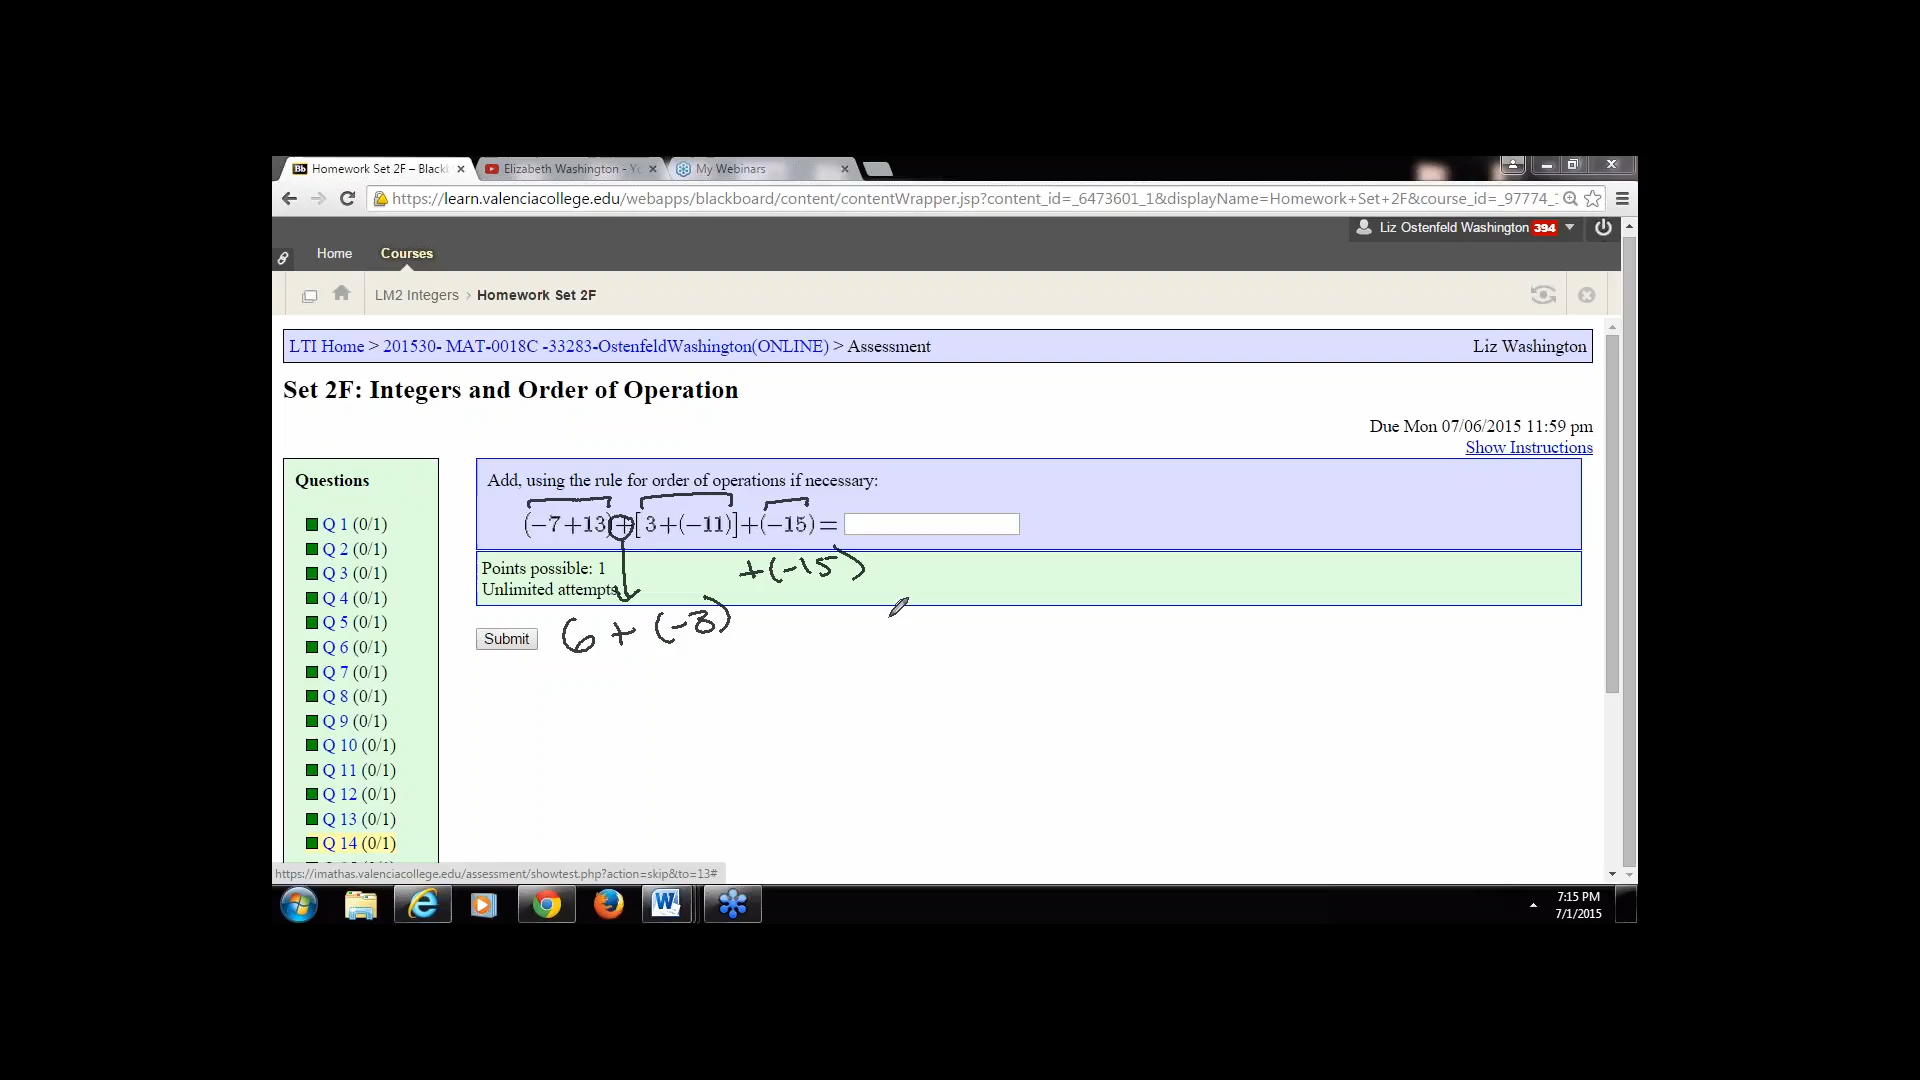 Homework Set 2F – Blackb
Elizabeth Washington - Yo
My Webinars
https://learn.valenciacollege.edu/webapps/blackboard/content/contentWrapper.jsp?content_id=_6473601_1&displayName=Homework+Set+2F&course_id=_97774_
Liz Ostenfeld Washington 394
Home
Courses
LM2 Integers > Homework Set 2F
LTI Home > 201530- MAT-0018C -33283-OstenfeldWashington(ONLINE) > Assessment
Liz Washington
Set 2F: Integers and Order of Operation
Due Mon 07/06/2015 11:59 pm
Show Instructions
Questions
Q 1 (0/1)
Q 2 (0/1)
Q 3 (0/1)
Q 4 (0/1)
Q 5 (0/1)
Q 6 (0/1)
Q 7 (0/1)
Q 8 (0/1)
Q 9 (0/1)
Q 10 (0/1)
Q 11 (0/1)
Q 12 (0/1)
Q 13 (0/1)
Q 14 (0/1)
Add, using the rule for order of operations if necessary:
(−7+13)+[3+(−11)]+(−15)=
Points possible: 1
Unlimited attempts
+(-15)
6 + (-8)
Submit
https://imathas.valenciacollege.edu/assessment/showtest.php?action=skip&to=13#
7:15 PM
7/1/2015